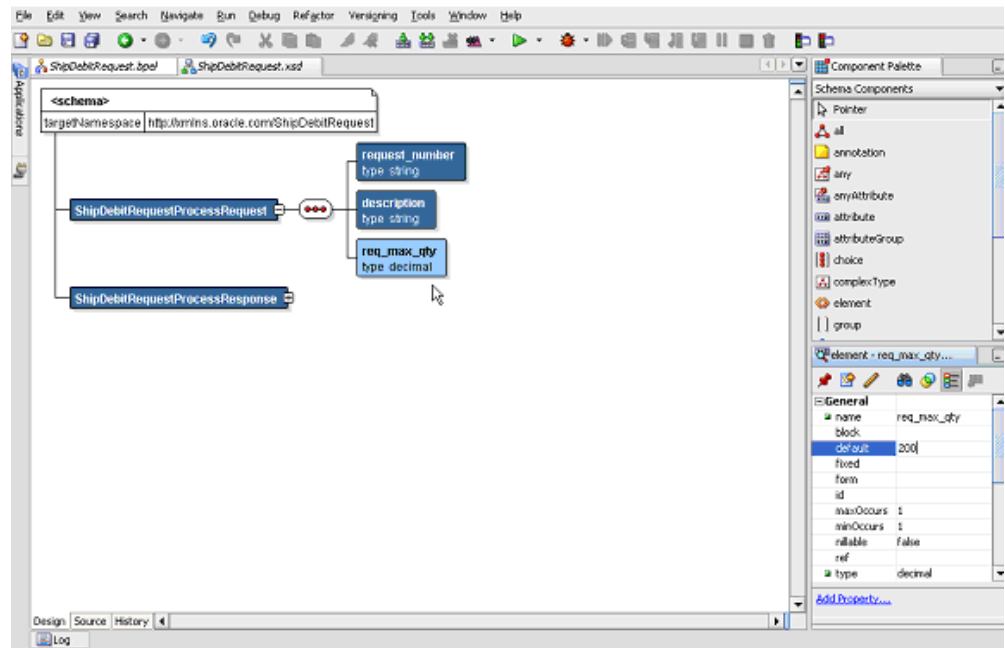 File Edit View Search Navigate Run Debug Refactor Versioning Tools Window Help
ShipDebitRequest.bpel ShipDebitRequest.xsd
Applications
<schema>
targetNamespace http://xmlns.oracle.com/ShipDebitRequest
request_number
type string
ShipDebitRequestProcessRequest
description
type string
req_max_qty
type decimal
ShipDebitRequestProcessResponse
Component Palette
Schema Components
Pointer
all
annotation
any
anyAttribute
attribute
attributeGroup
choice
complexType
element
group
element - req_max_qty....
General
name req_max_qty
block
default 200
fixed
form
id
maxOccurs 1
minOccurs 1
nillable false
ref
type decimal
Add Property....
Design Source History
Log